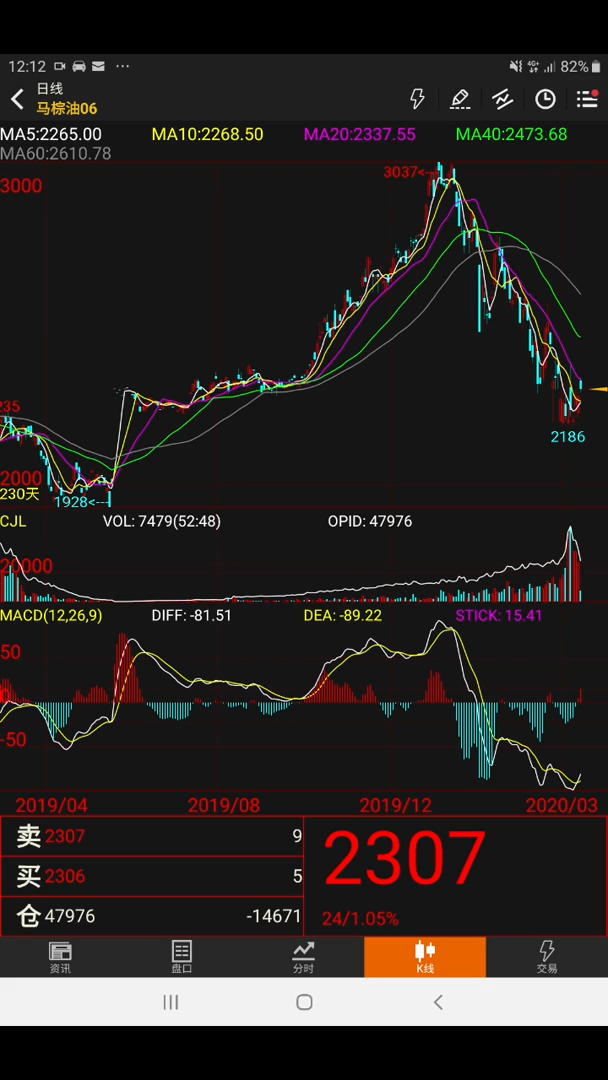 12:12 ... 4G+ 82%
日线
马棕油06
MA5:2265.00 MA10:2268.50 MA20:2337.55 MA40:2473.68
MA60:2610.78
3000
3037<--
35
2186
2000
230天
1928<---
CJL VOL: 7479(52:48) OPID: 47976
20000
MACD(12,26,9) DIFF: -81.51 DEA: -89.22 STICK: 15.41
50
0
-50
2019/04 2019/08 2019/12 2020/03
卖 2307 9
买 2306 5
仓 47976 -14671
2307
24/1.05%
资讯 盘口 分时 K线 交易